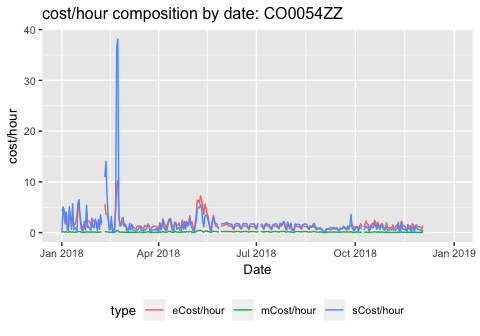 cost/hour composition by date: CO0054ZZ
cost/hour
40
30
20
10
0
Jan 2018 Apr 2018 Jul 2018 Oct 2018 Jan 2019
Date
type eCost/hour mCost/hour sCost/hour